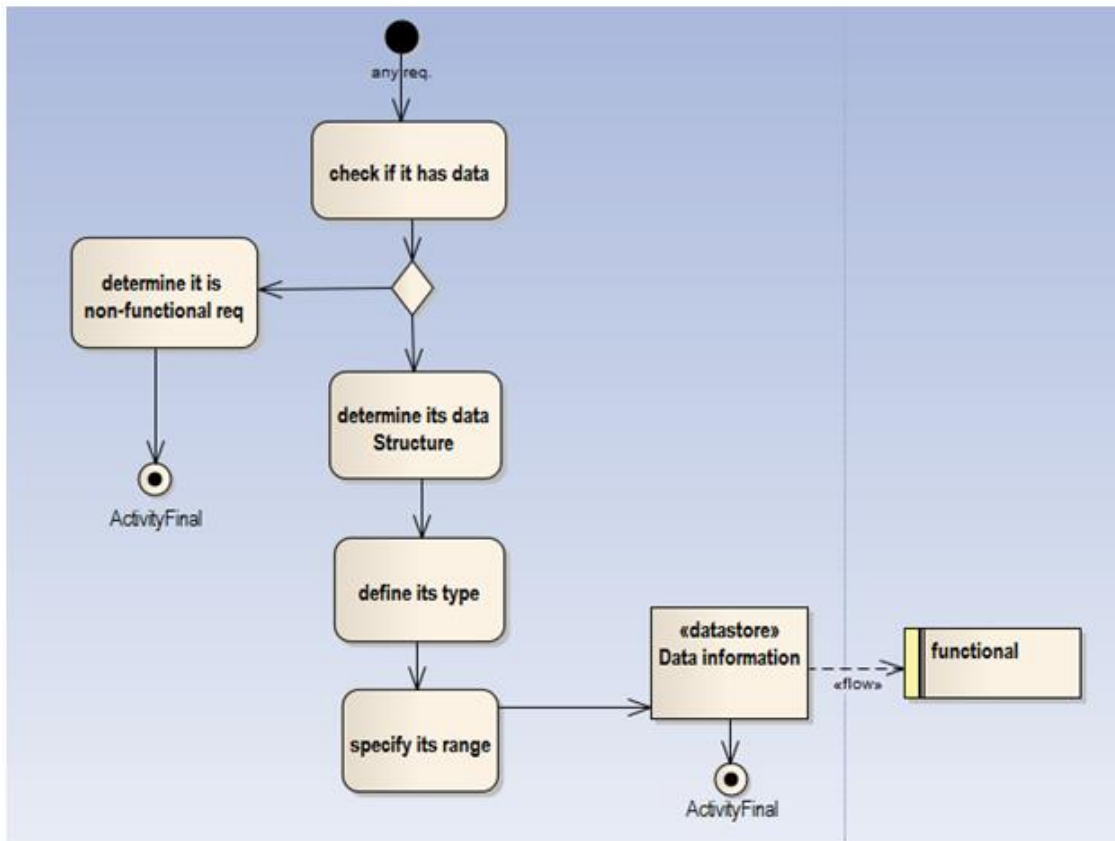 any req.
check if it has data
determine it is
non-functional req
determine its data
Structure
ActivityFinal
define its type
«datastore»
Data information
functional
«flow»
specify its range
ActivityFinal